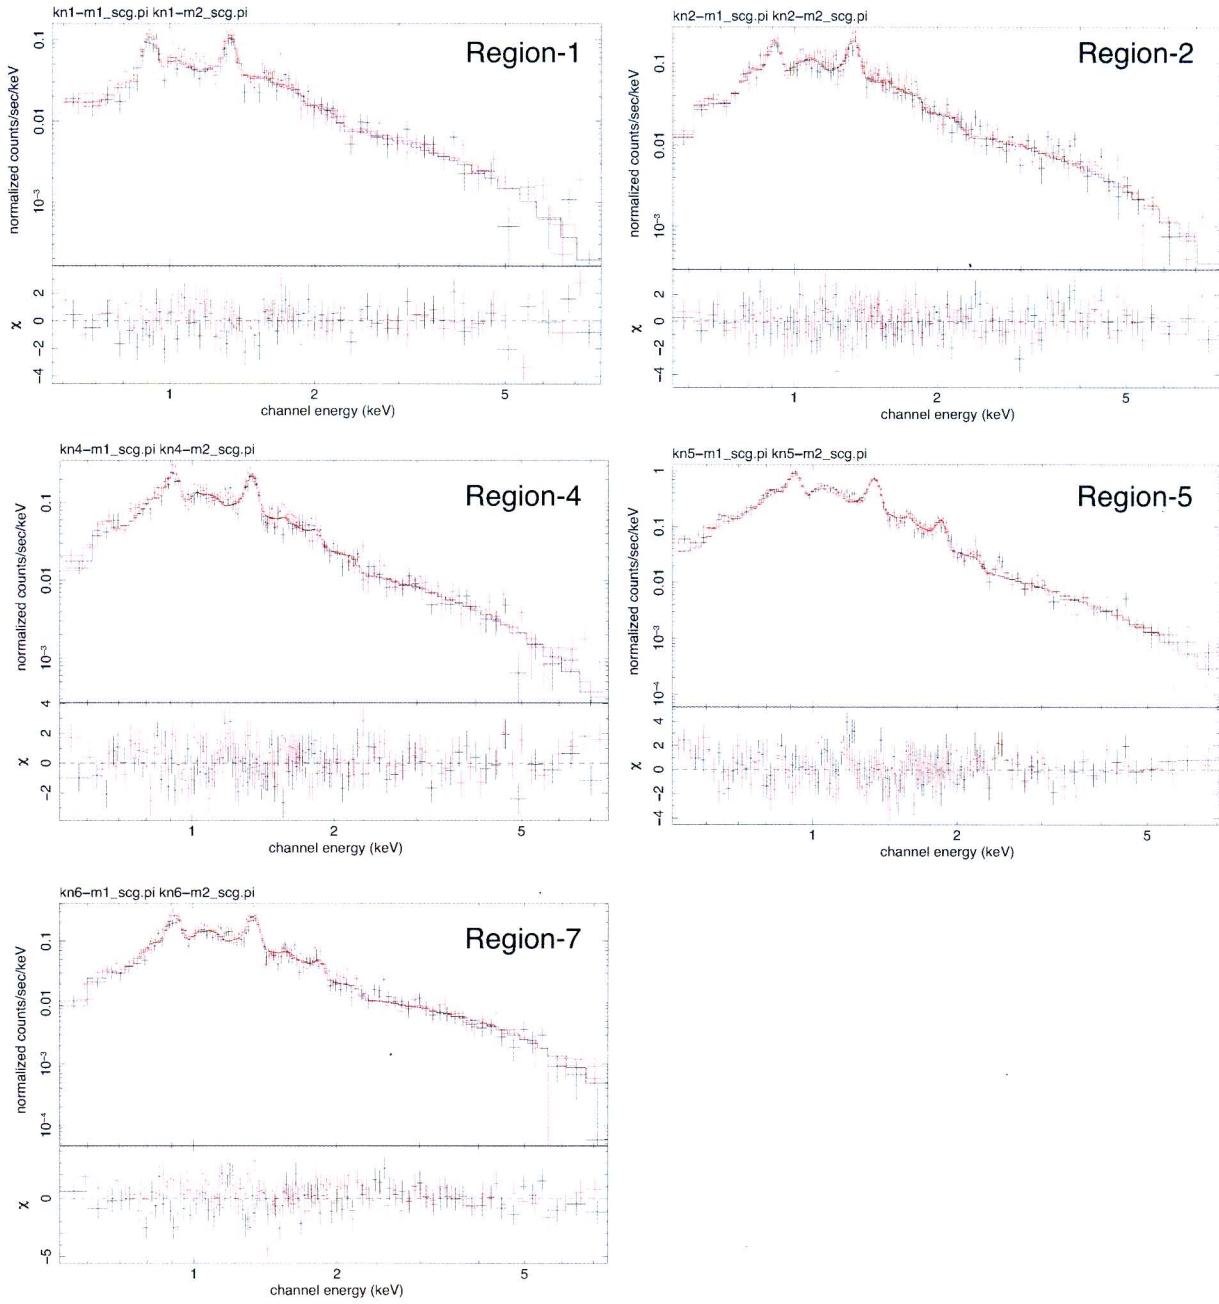 kn1−m1_scg.pi kn1−m2_scg.pi
Region-1
normalized counts/sec/keV
0.1
0.01
10−3
χ
2
0
−2
−4
1
2
5
channel energy (keV)
kn2−m1_scg.pi kn2−m2_scg.pi
Region-2
normalized counts/sec/keV
0.1
0.01
10−3
χ
2
0
−2
−4
1
2
5
channel energy (keV)
kn4−m1_scg.pi kn4−m2_scg.pi
Region-4
normalized counts/sec/keV
0.1
0.01
10−3
χ
4
2
0
−2
1
2
5
channel energy (keV)
kn5−m1_scg.pi kn5−m2_scg.pi
Region-5
normalized counts/sec/keV
1
0.1
0.01
10−3
10−4
χ
4
2
0
−2
−4
1
2
5
channel energy (keV)
kn6−m1_scg.pi kn6−m2_scg.pi
Region-7
normalized counts/sec/keV
0.1
0.01
10−3
10−4
χ
0
−5
1
2
5
channel energy (keV)